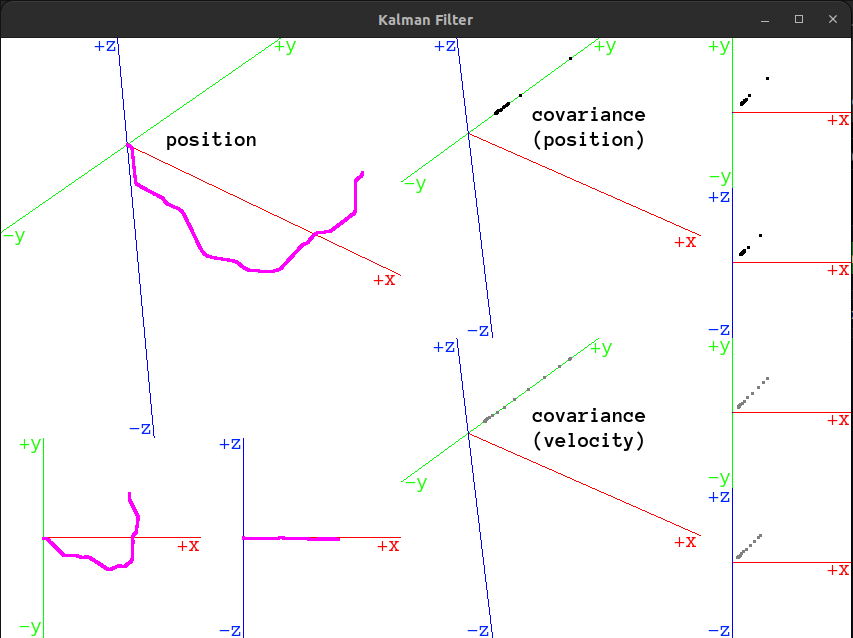 Kalman Filter
+z
+y
position
-y
+x
-z
+z
+y
covariance
(position)
-y
+x
-z
+y
+x
-y
+z
+x
-z
+z
+y
covariance
(velocity)
-y
+x
-z
+y
+x
-y
+z
+x
-z
+y
+x
-y
+z
+x
-z